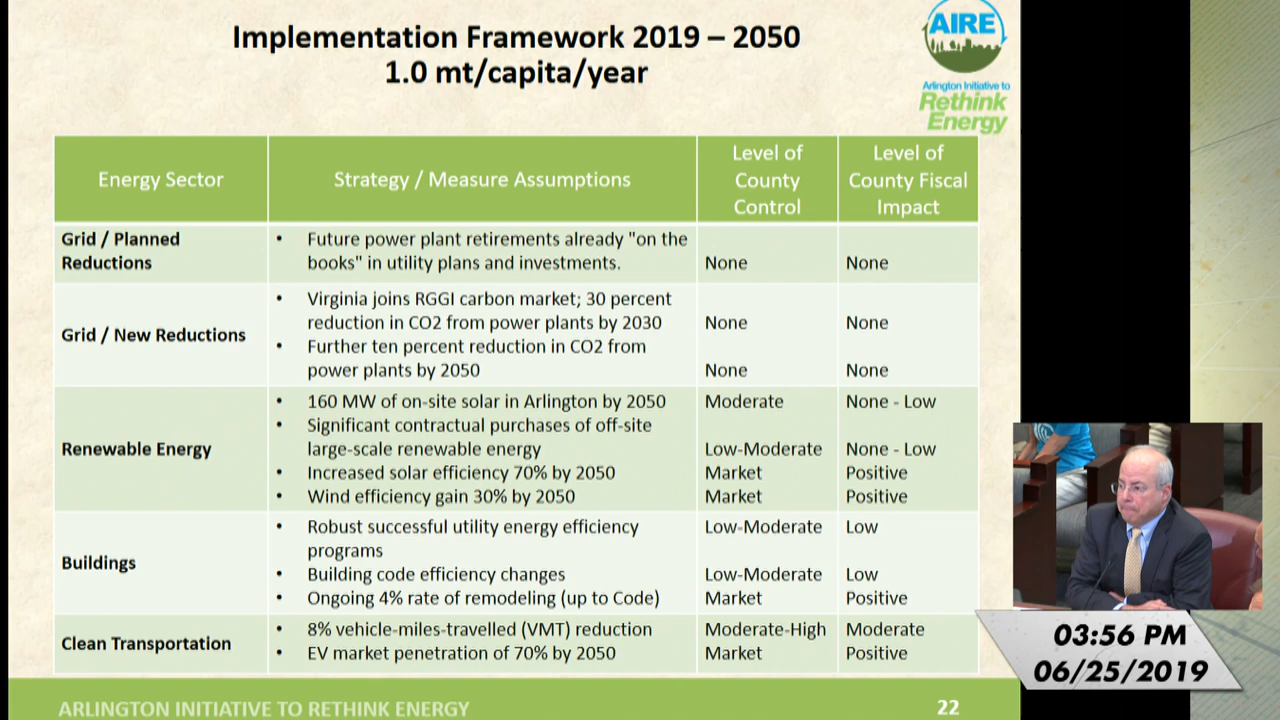 Implementation Framework 2019 – 2050
1.0 mt/capita/year
AIRE
Arlington Initiative to
Rethink
Energy
Energy Sector
Strategy / Measure Assumptions
Level of
County
Control
Level of
County Fiscal
Impact
Grid / Planned
Reductions
• Future power plant retirements already "on the
books" in utility plans and investments.
None
None
Grid / New Reductions
• Virginia joins RGGI carbon market; 30 percent
reduction in CO2 from power plants by 2030
None
None
• Further ten percent reduction in CO2 from
power plants by 2050
None
None
Renewable Energy
• 160 MW of on-site solar in Arlington by 2050
Moderate
None - Low
• Significant contractual purchases of off-site
large-scale renewable energy
Low-Moderate
None - Low
• Increased solar efficiency 70% by 2050
Market
Positive
• Wind efficiency gain 30% by 2050
Market
Positive
Buildings
• Robust successful utility energy efficiency
programs
Low-Moderate
Low
• Building code efficiency changes
Low-Moderate
Low
• Ongoing 4% rate of remodeling (up to Code)
Market
Positive
Clean Transportation
• 8% vehicle-miles-travelled (VMT) reduction
Moderate-High
Moderate
• EV market penetration of 70% by 2050
Market
Positive
ARLINGTON INITIATIVE TO RETHINK ENERGY
22
03:56 PM
06/25/2019